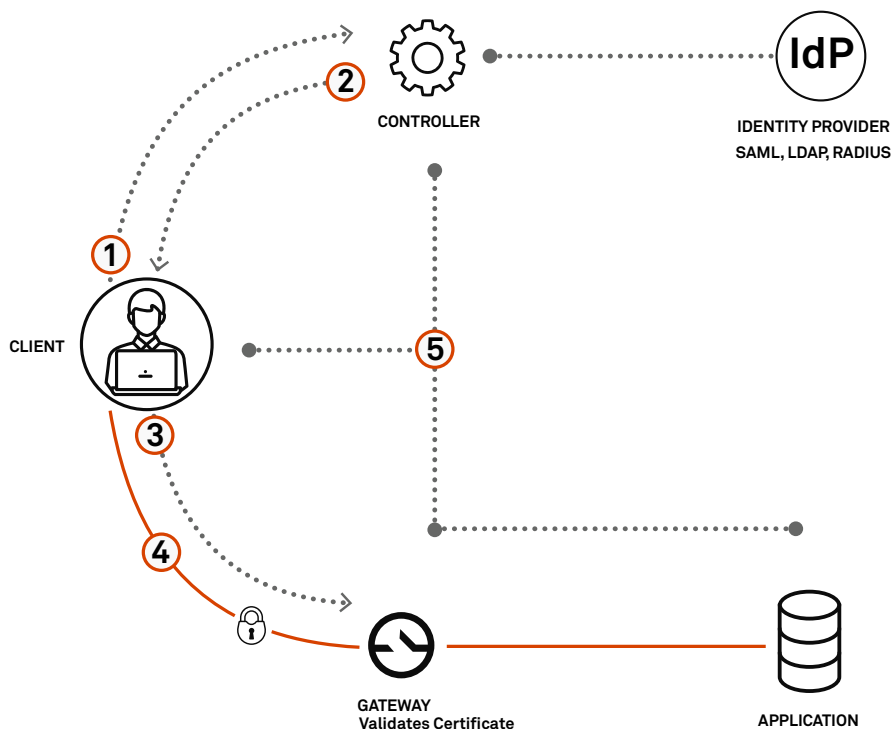 2
IdP
CONTROLLER
IDENTITY PROVIDER
SAML, LDAP, RADIUS
1
CLIENT
5
3
4
GATEWAY
Validates Certificate
APPLICATION